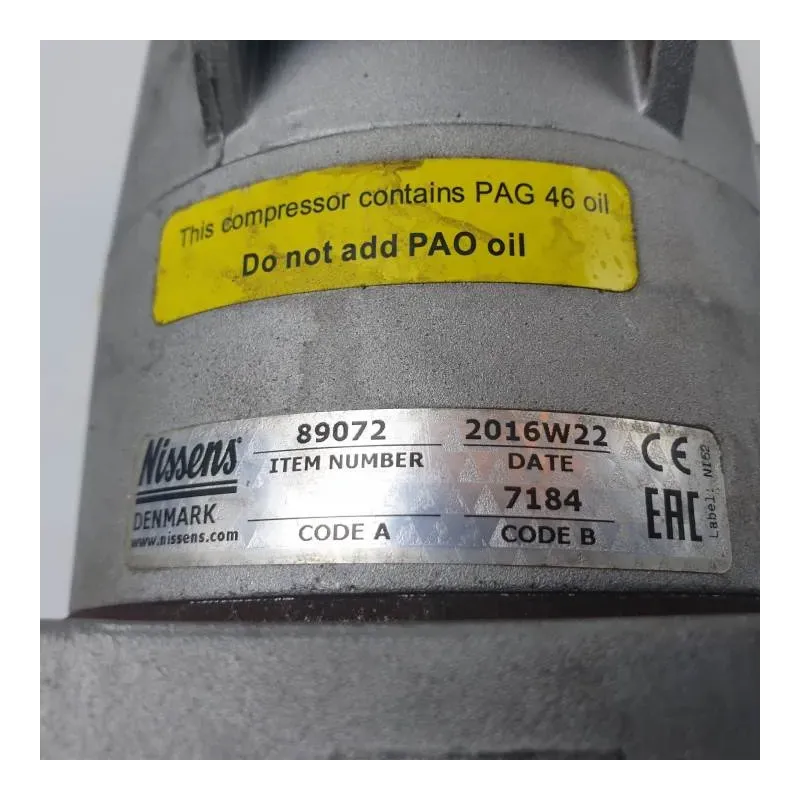 This compressor contains PAG 46 oil
Do not add PAO oil
Nissens
DENMARK
www.nissens.com
89072
ITEM NUMBER
CODE A
2016W22
DATE
7184
CODE B
CE
EAC
Label: NI62